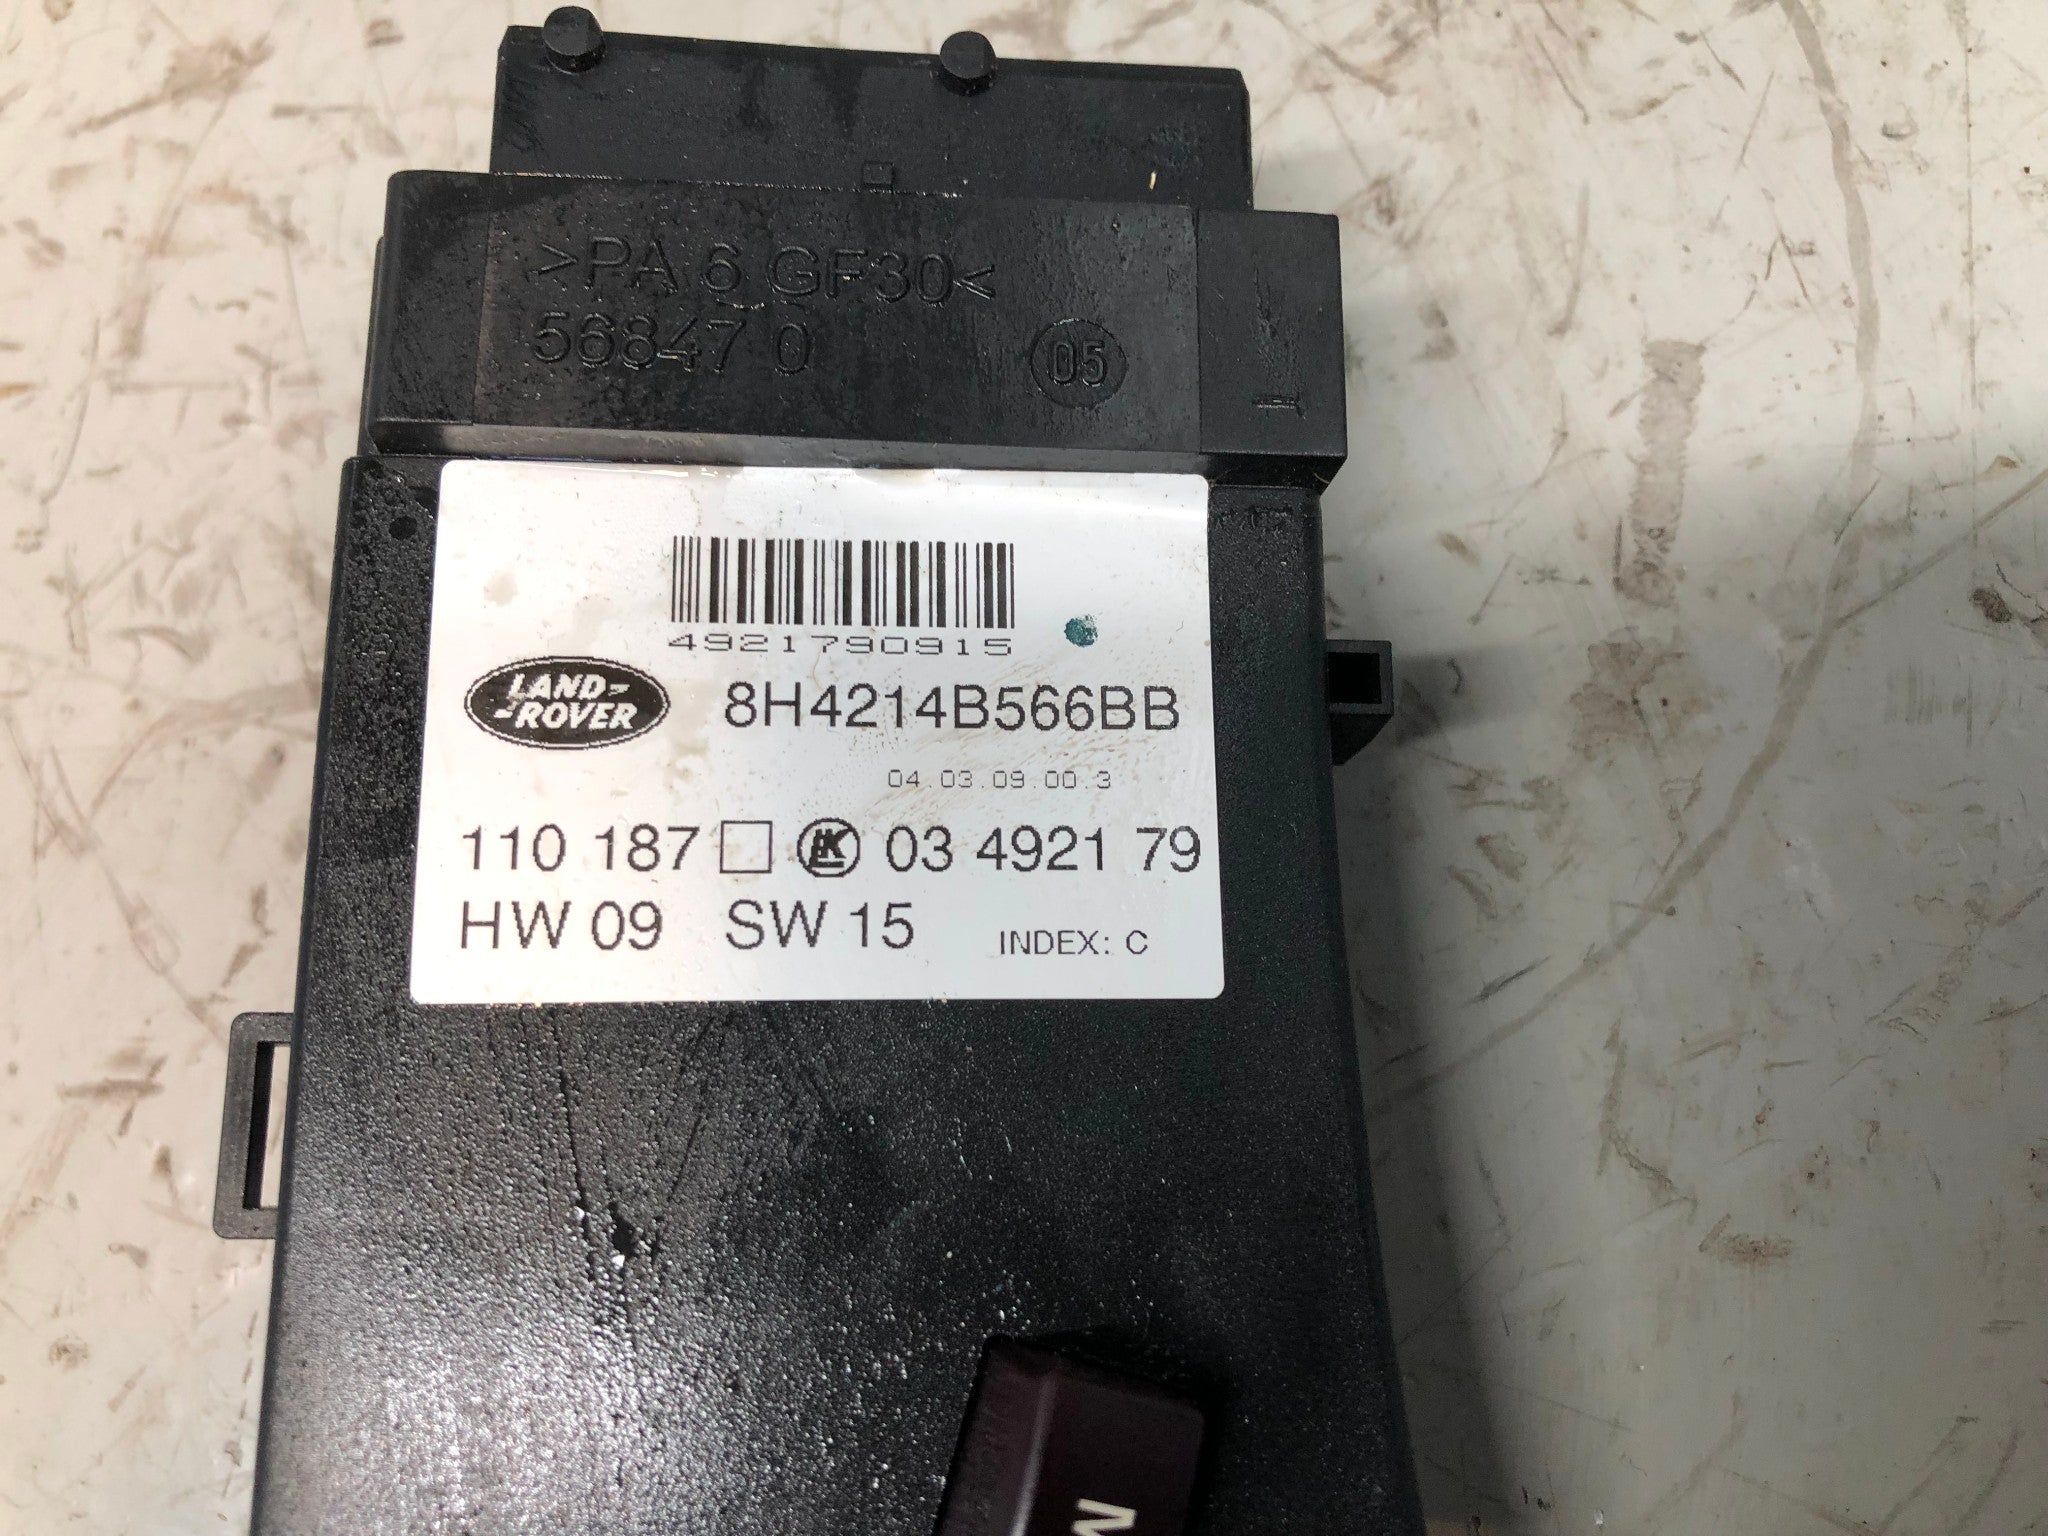 >PA 6 GF30<
56847 0
05
4921790915
LAND-
-ROVER
8H4214B566BB
04.03.09.00.3
110 187 03 4921 79
HW 09 SW 15 INDEX: C
M